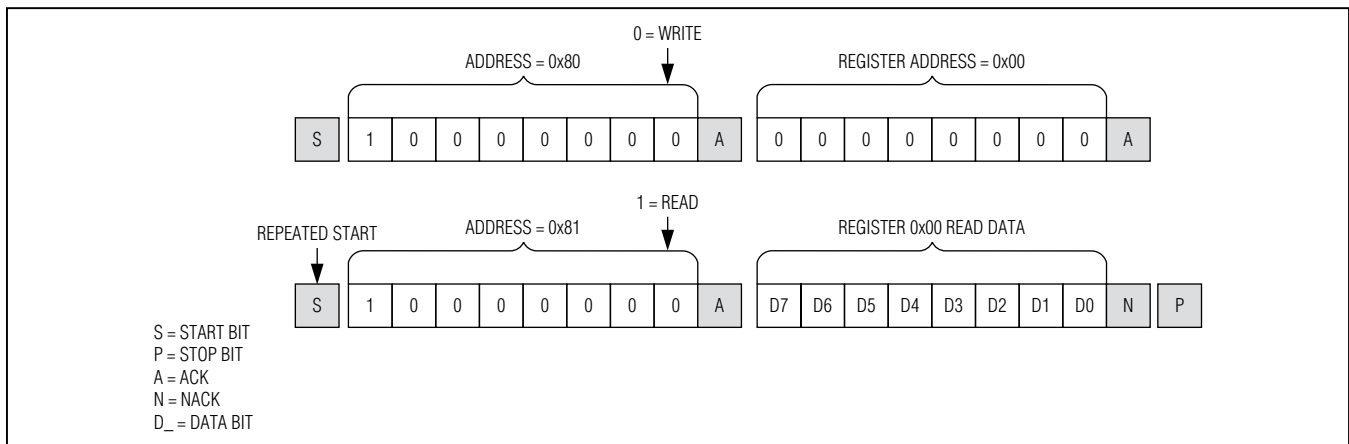 0 = WRITE
ADDRESS = 0x80 REGISTER ADDRESS = 0x00
S 1 0 0 0 0 0 0 0 A 0 0 0 0 0 0 0 0 A
1 = READ
REPEATED START ADDRESS = 0x81 REGISTER 0x00 READ DATA
S 1 0 0 0 0 0 0 0 A D7 D6 D5 D4 D3 D2 D1 D0 N P
S = START BIT
P = STOP BIT
A = ACK
N = NACK
D_ = DATA BIT